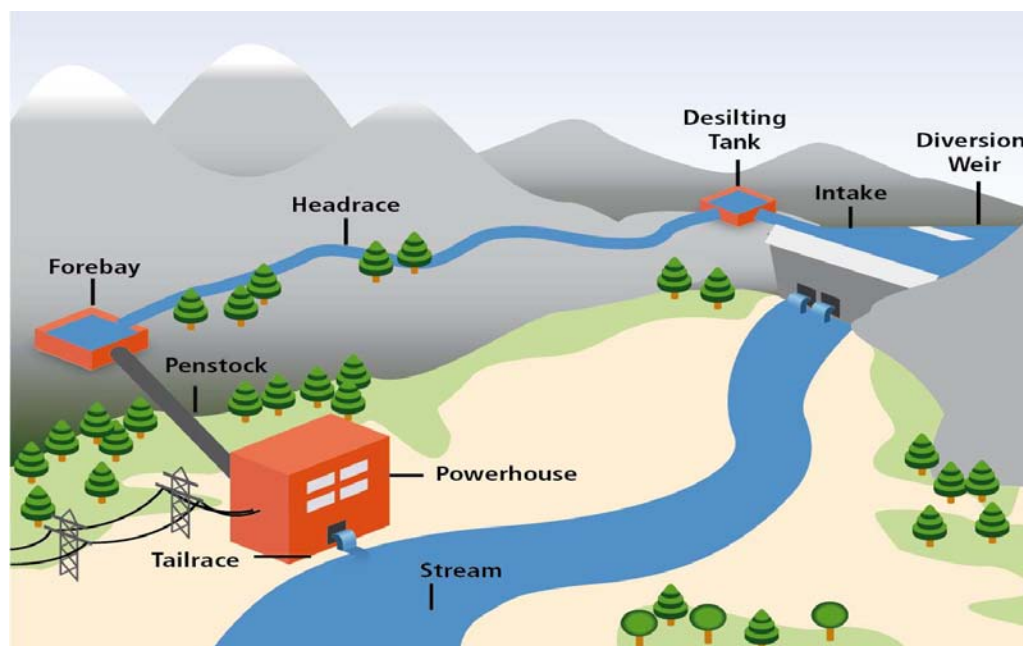 Desilting
Tank
Diversion
Weir
Intake
Headrace
Forebay
Penstock
Powerhouse
Tailrace
Stream